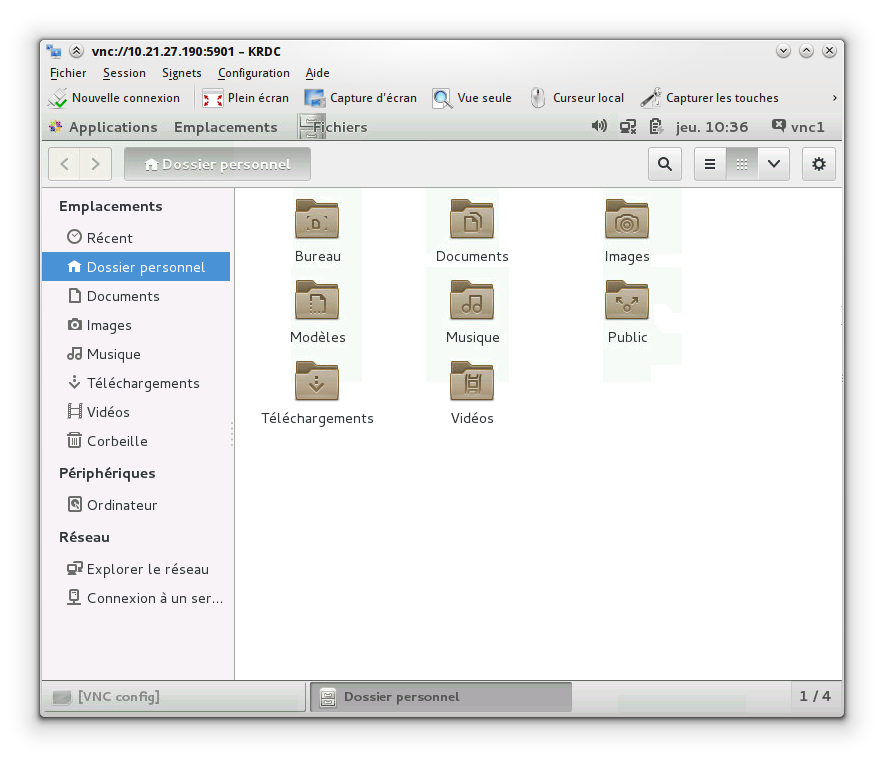 vnc://10.21.27.190:5901 – KRDC
Fichier Session Signets Configuration Aide
Nouvelle connexion Plein écran Capture d'écran Vue seule Curseur local Capturer les touches
Applications Emplacements Fichiers jeu. 10:36 vnc1
Dossier personnel
Emplacements
Récent
Dossier personnel
Documents
Images
Musique
Téléchargements
Vidéos
Corbeille
Périphériques
Ordinateur
Réseau
Explorer le réseau
Connexion à un ser...
Bureau Documents Images
Modèles Musique Public
Téléchargements Vidéos
[VNC config] Dossier personnel 1 / 4